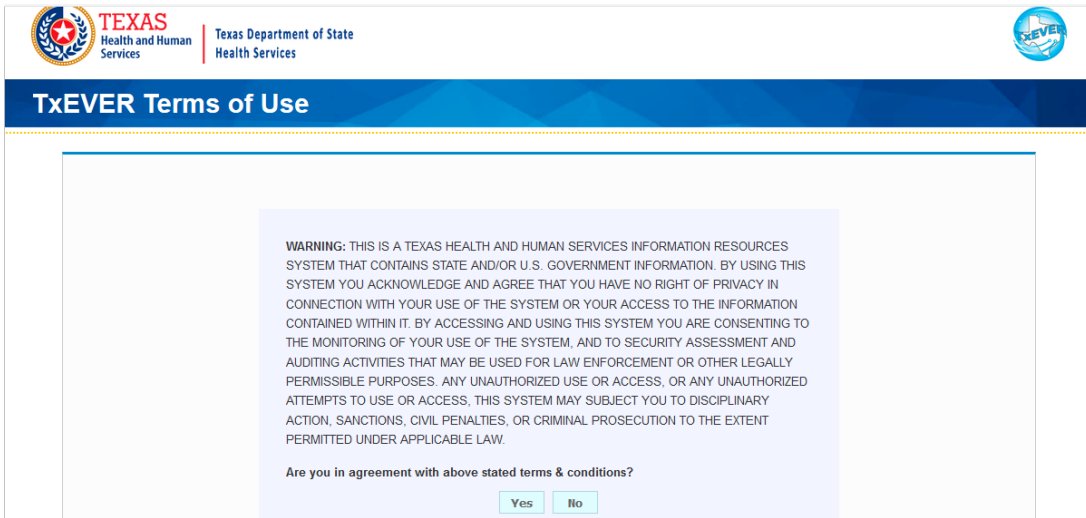 TEXAS
Health and Human
Services
Texas Department of State
Health Services
TxEVER
TxEVER Terms of Use
WARNING: THIS IS A TEXAS HEALTH AND HUMAN SERVICES INFORMATION RESOURCES
SYSTEM THAT CONTAINS STATE AND/OR U.S. GOVERNMENT INFORMATION. BY USING THIS
SYSTEM YOU ACKNOWLEDGE AND AGREE THAT YOU HAVE NO RIGHT OF PRIVACY IN
CONNECTION WITH YOUR USE OF THE SYSTEM OR YOUR ACCESS TO THE INFORMATION
CONTAINED WITHIN IT. BY ACCESSING AND USING THIS SYSTEM YOU ARE CONSENTING TO
THE MONITORING OF YOUR USE OF THE SYSTEM, AND TO SECURITY ASSESSMENT AND
AUDITING ACTIVITIES THAT MAY BE USED FOR LAW ENFORCEMENT OR OTHER LEGALLY
PERMISSIBLE PURPOSES. ANY UNAUTHORIZED USE OR ACCESS, OR ANY UNAUTHORIZED
ATTEMPTS TO USE OR ACCESS, THIS SYSTEM MAY SUBJECT YOU TO DISCIPLINARY
ACTION, SANCTIONS, CIVIL PENALTIES, OR CRIMINAL PROSECUTION TO THE EXTENT
PERMITTED UNDER APPLICABLE LAW.
Are you in agreement with above stated terms & conditions?
Yes No